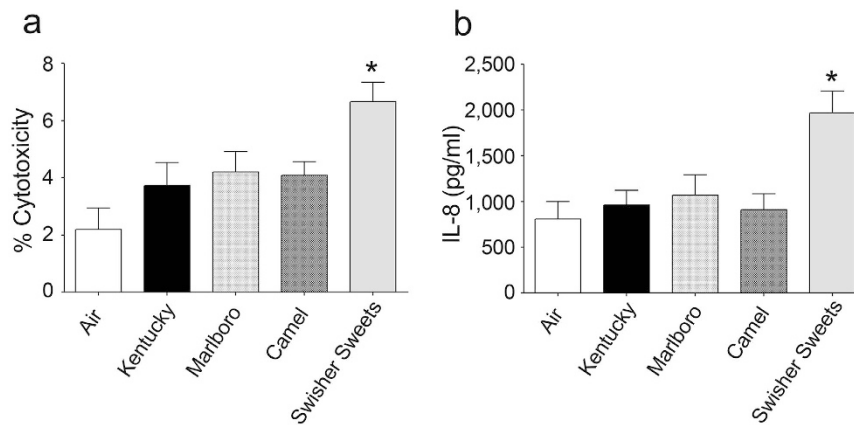 a
% Cytotoxicity
8
6
4
2
0
*
Air
Kentucky
Marlboro
Camel
Swisher Sweets
b
IL-8 (pg/ml)
2,500
2,000
1,500
1,000
500
0
*
Air
Kentucky
Marlboro
Camel
Swisher Sweets